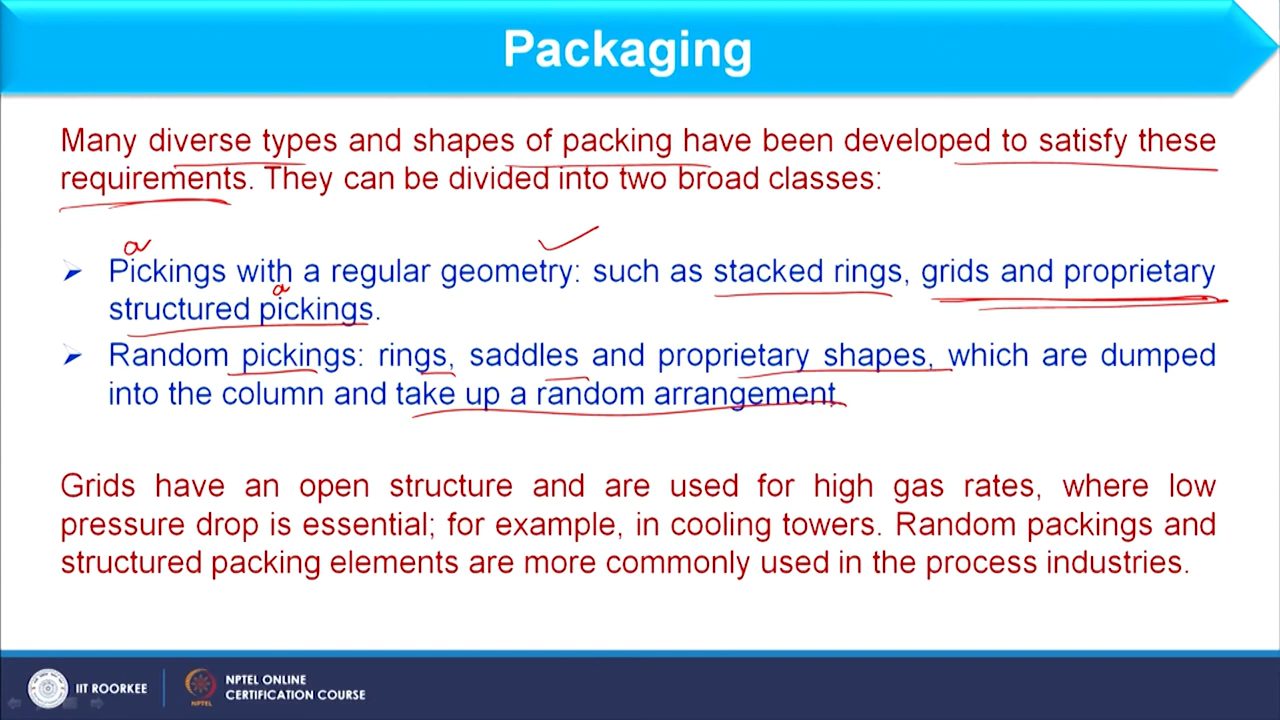 Packaging
Many diverse types and shapes of packing have been developed to satisfy these
requirements. They can be divided into two broad classes:
a
Pickings with a regular geometry: such as stacked rings, grids and proprietary
a
structured pickings.
Random pickings: rings, saddles and proprietary shapes, which are dumped
into the column and take up a random arrangement.
Grids have an open structure and are used for high gas rates, where low
pressure drop is essential; for example, in cooling towers. Random packings and
structured packing elements are more commonly used in the process industries.
IIT ROORKEE
NPTEL ONLINE
CERTIFICATION COURSE
NPTEL